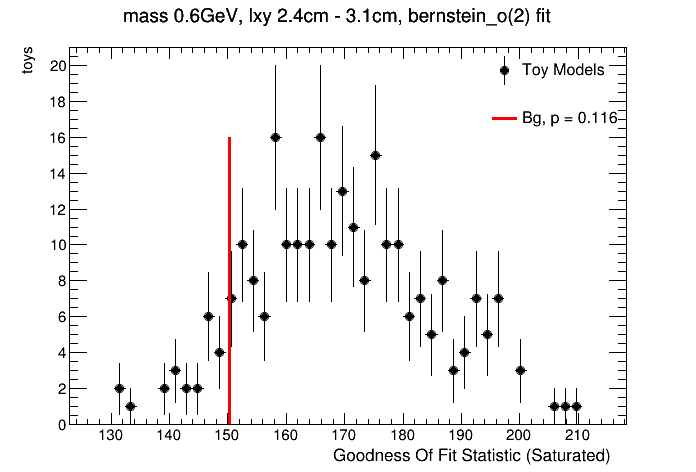 mass 0.6GeV, lxy 2.4cm - 3.1cm, bernstein_o(2) fit
toys
20
18
16
14
12
10
8
6
4
2
0
Toy Models
Bg, p = 0.116
130 140 150 160 170 180 190 200 210
Goodness Of Fit Statistic (Saturated)